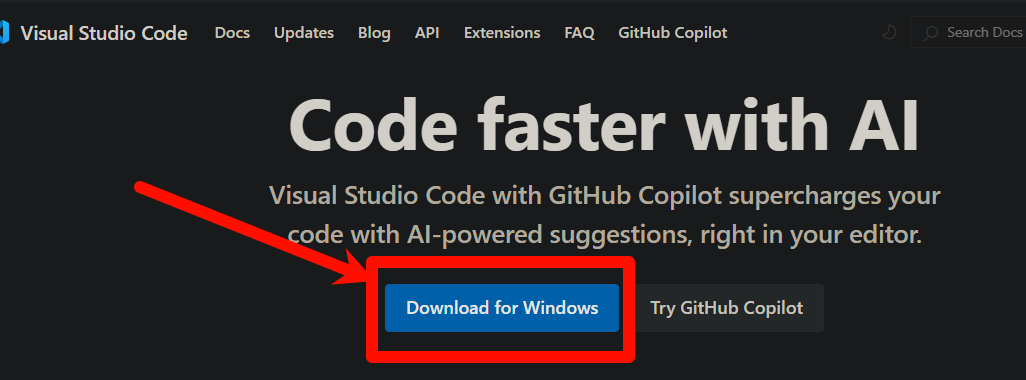 Visual Studio Code Docs Updates Blog API Extensions FAQ GitHub Copilot Search Docs
Code faster with AI
Visual Studio Code with GitHub Copilot supercharges your
code with AI-powered suggestions, right in your editor.
Download for Windows Try GitHub Copilot